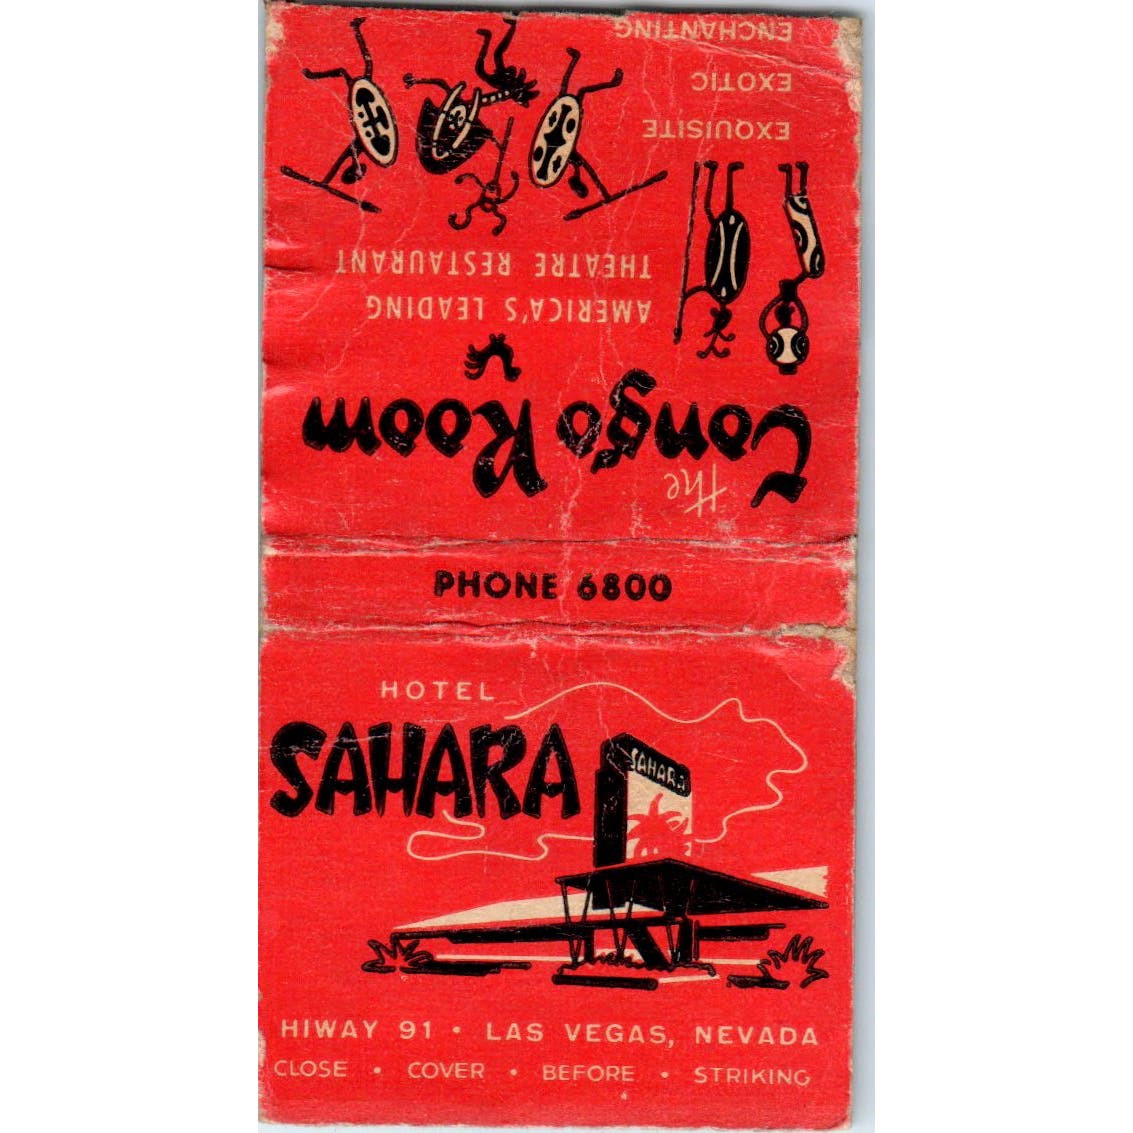 the
Congo Room
AMERICA'S LEADING
THEATRE RESTAURANT
EXQUISITE
EXOTIC
ENCHANTING
PHONE 6800
HOTEL
SAHARA
SAHARA
HIWAY 91 • LAS VEGAS, NEVADA
CLOSE • COVER • BEFORE • STRIKING